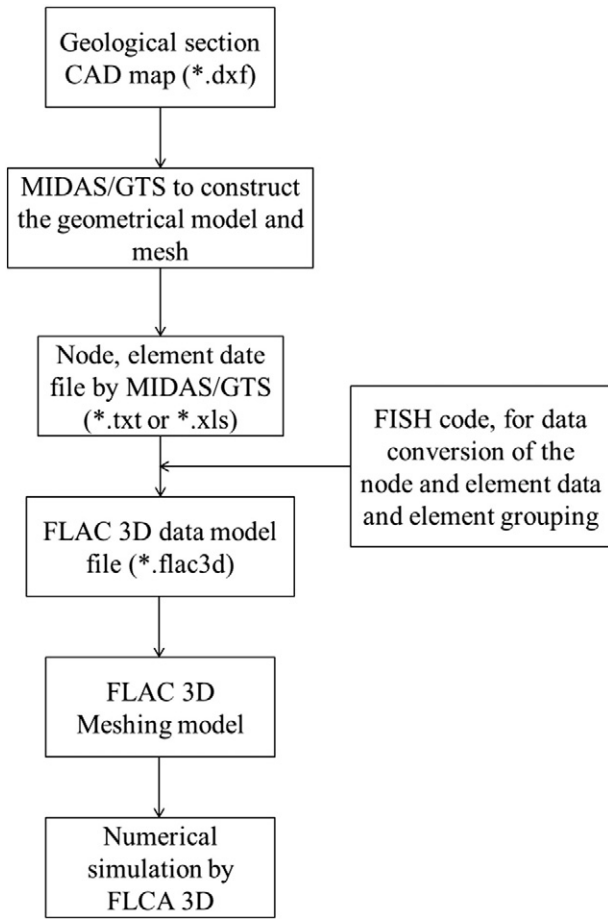 Geological section
CAD map (*.dxf)
MIDAS/GTS to construct
the geometrical model and
mesh
Node, element date
file by MIDAS/GTS
(*.txt or *.xls)
FISH code, for data
conversion of the
node and element data
and element grouping
FLAC 3D data model
file (*.flac3d)
FLAC 3D
Meshing model
Numerical
simulation by
FLCA 3D